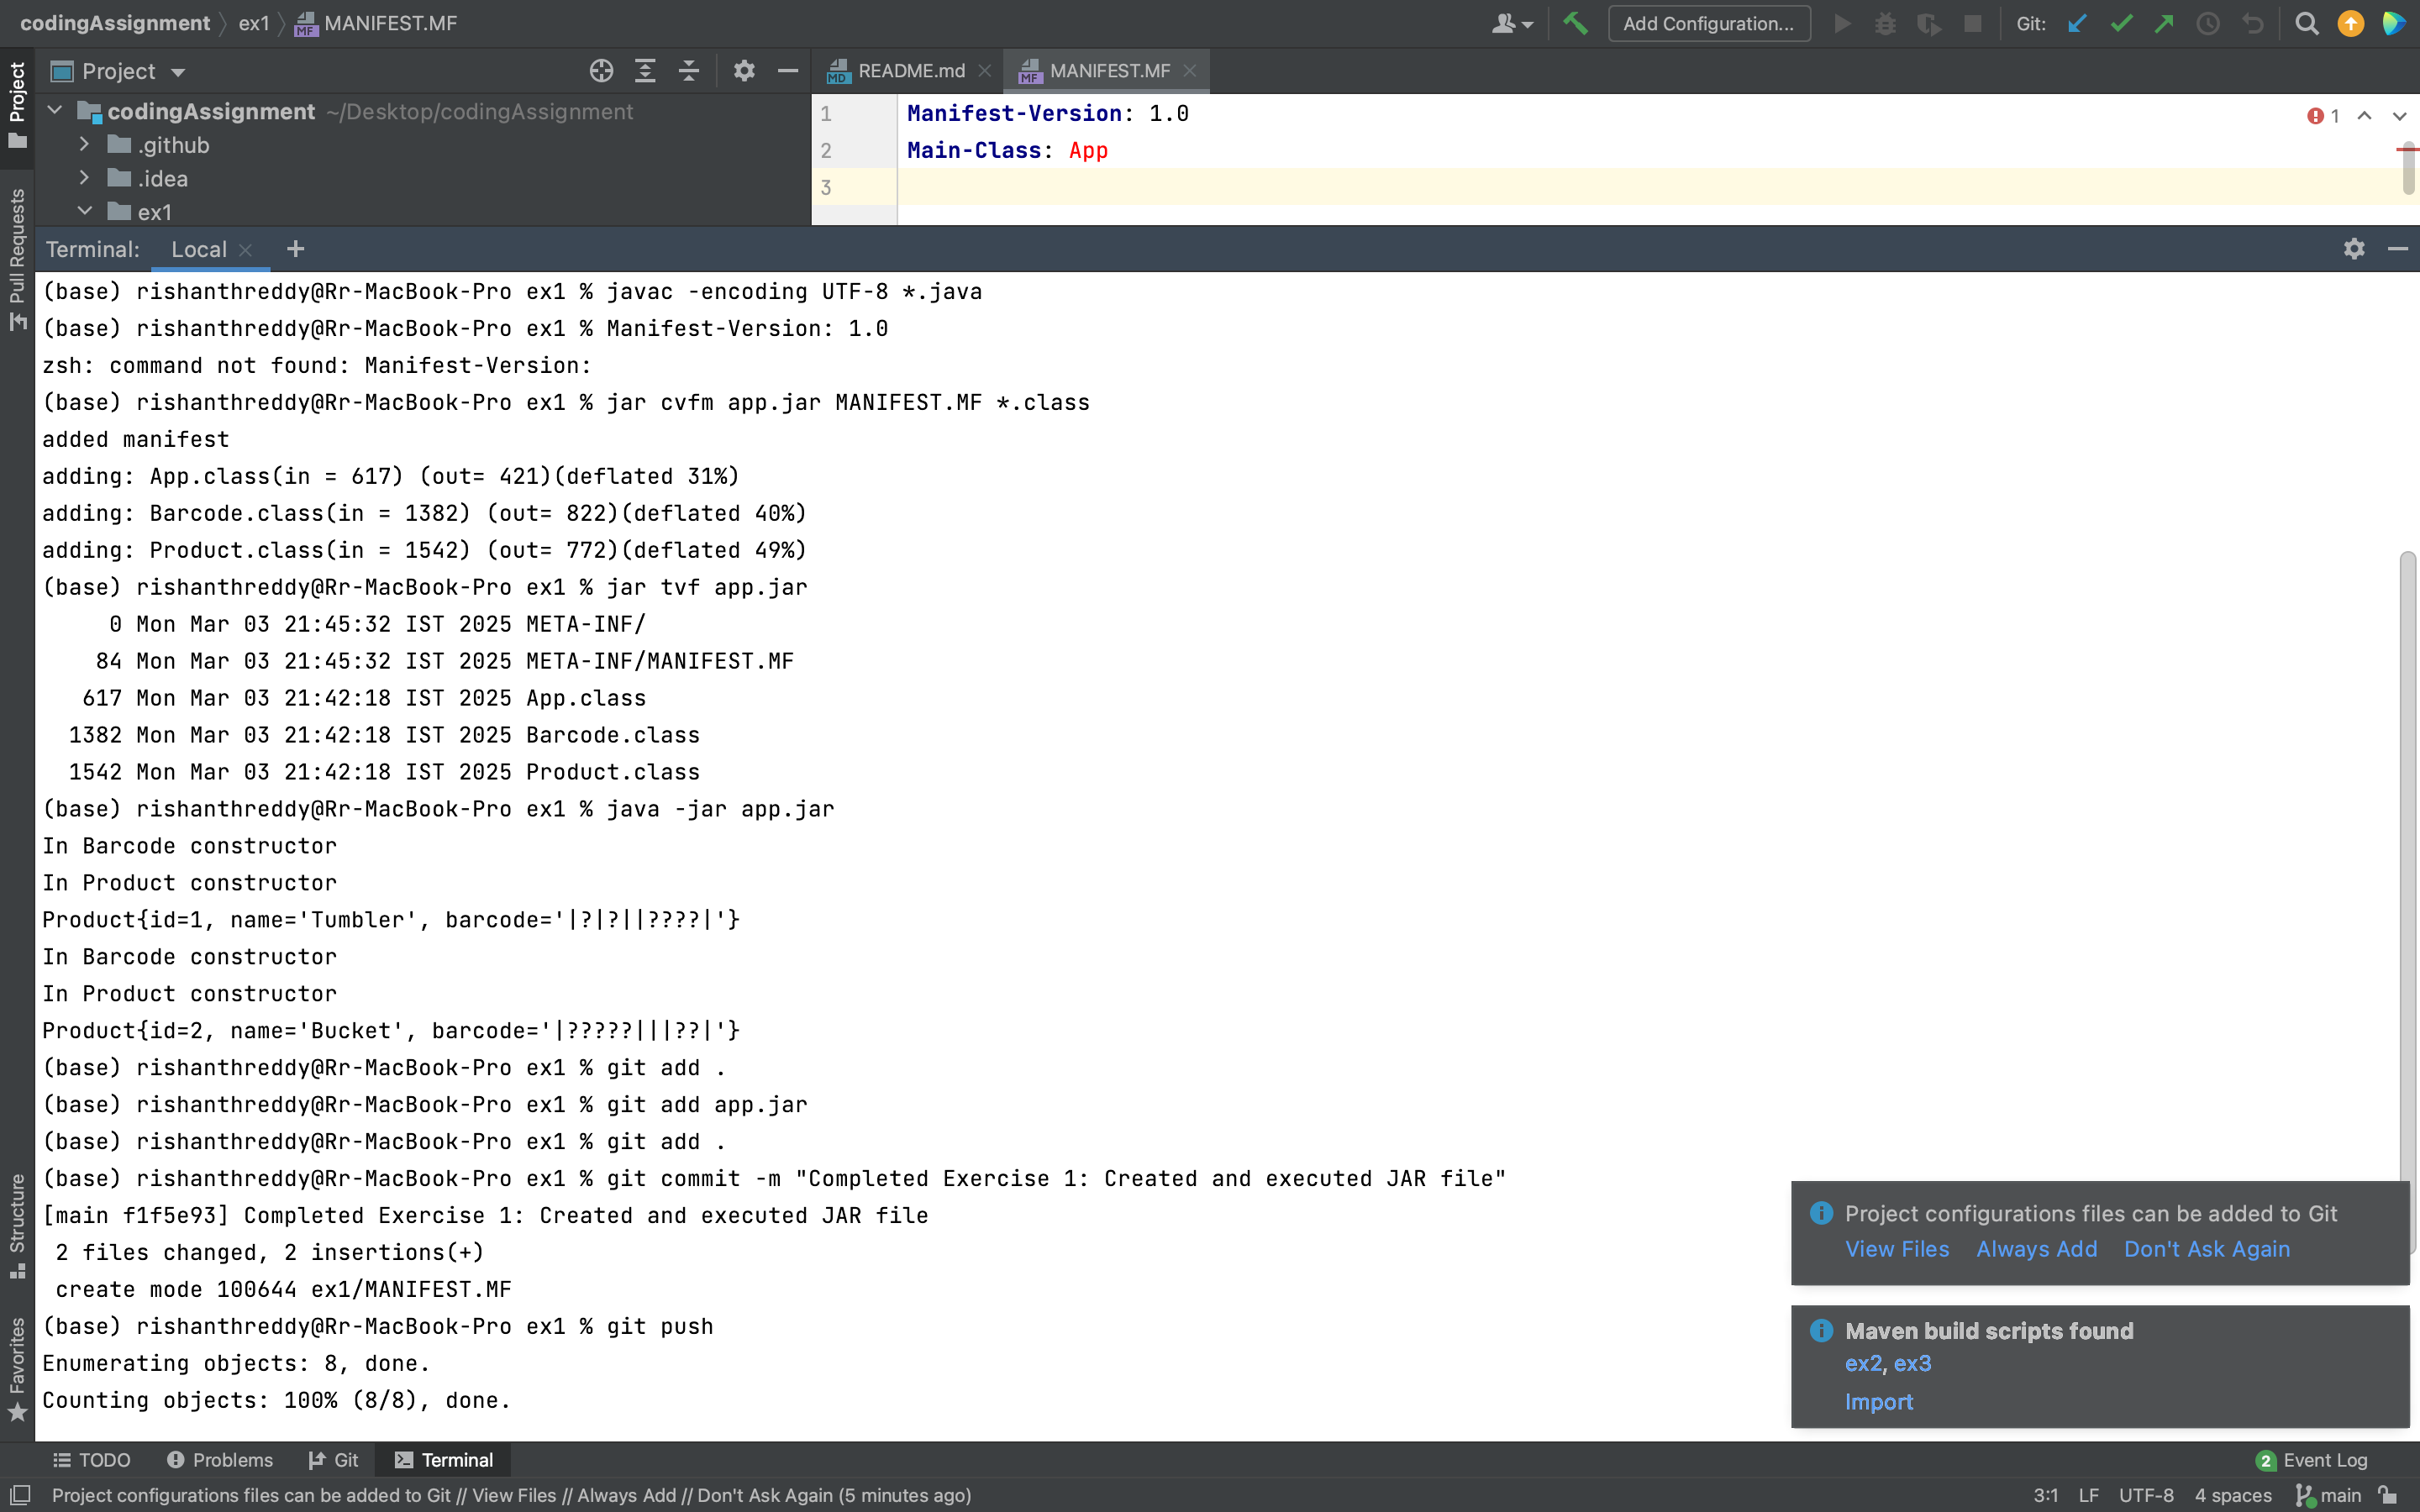 codingAssignment ex1 MANIFEST.MF
Add Configuration... Git:
Project
README.md MANIFEST.MF
Project
codingAssignment ~/Desktop/codingAssignment
.github
.idea
ex1
1 Manifest-Version: 1.0
2 Main-Class: App
3
1
Pull Requests
Terminal: Local
(base) rishanthreddy@Rr-MacBook-Pro ex1 % javac -encoding UTF-8 *.java
(base) rishanthreddy@Rr-MacBook-Pro ex1 % Manifest-Version: 1.0
zsh: command not found: Manifest-Version:
(base) rishanthreddy@Rr-MacBook-Pro ex1 % jar cvfm app.jar MANIFEST.MF *.class
added manifest
adding: App.class(in = 617) (out= 421)(deflated 31%)
adding: Barcode.class(in = 1382) (out= 822)(deflated 40%)
adding: Product.class(in = 1542) (out= 772)(deflated 49%)
(base) rishanthreddy@Rr-MacBook-Pro ex1 % jar tvf app.jar
0 Mon Mar 03 21:45:32 IST 2025 META-INF/
84 Mon Mar 03 21:45:32 IST 2025 META-INF/MANIFEST.MF
617 Mon Mar 03 21:42:18 IST 2025 App.class
1382 Mon Mar 03 21:42:18 IST 2025 Barcode.class
1542 Mon Mar 03 21:42:18 IST 2025 Product.class
(base) rishanthreddy@Rr-MacBook-Pro ex1 % java -jar app.jar
In Barcode constructor
In Product constructor
Product{id=1, name='Tumbler', barcode='|?|?||????|'}
In Barcode constructor
In Product constructor
Product{id=2, name='Bucket', barcode='|?????|||??|'}
(base) rishanthreddy@Rr-MacBook-Pro ex1 % git add .
(base) rishanthreddy@Rr-MacBook-Pro ex1 % git add app.jar
(base) rishanthreddy@Rr-MacBook-Pro ex1 % git add .
(base) rishanthreddy@Rr-MacBook-Pro ex1 % git commit -m "Completed Exercise 1: Created and executed JAR file"
[main f1f5e93] Completed Exercise 1: Created and executed JAR file
2 files changed, 2 insertions(+)
create mode 100644 ex1/MANIFEST.MF
(base) rishanthreddy@Rr-MacBook-Pro ex1 % git push
Enumerating objects: 8, done.
Counting objects: 100% (8/8), done.
Structure
Favorites
Project configurations files can be added to Git
View Files Always Add Don't Ask Again
Maven build scripts found
ex2, ex3
Import
TODO Problems Git Terminal 2 Event Log
Project configurations files can be added to Git // View Files // Always Add // Don't Ask Again (5 minutes ago) 3:1 LF UTF-8 4 spaces main